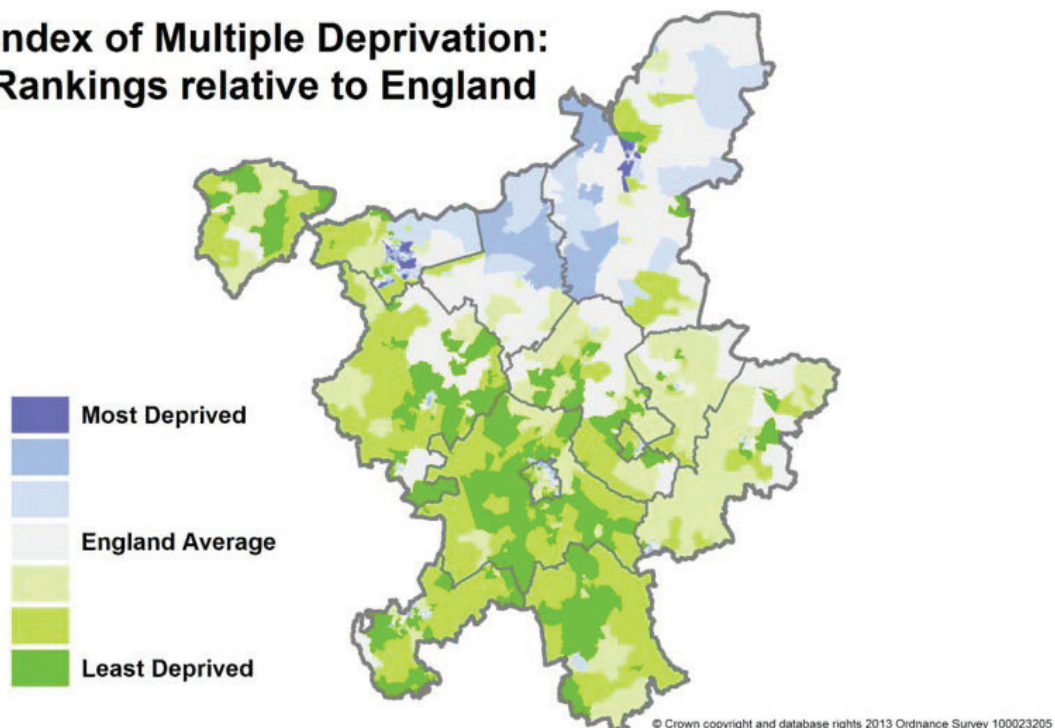 ndex of Multiple Deprivation:
Rankings relative to England
Most Deprived
England Average
Least Deprived
© Crown copyright and database rights 2013 Ordnance Survey 100023205